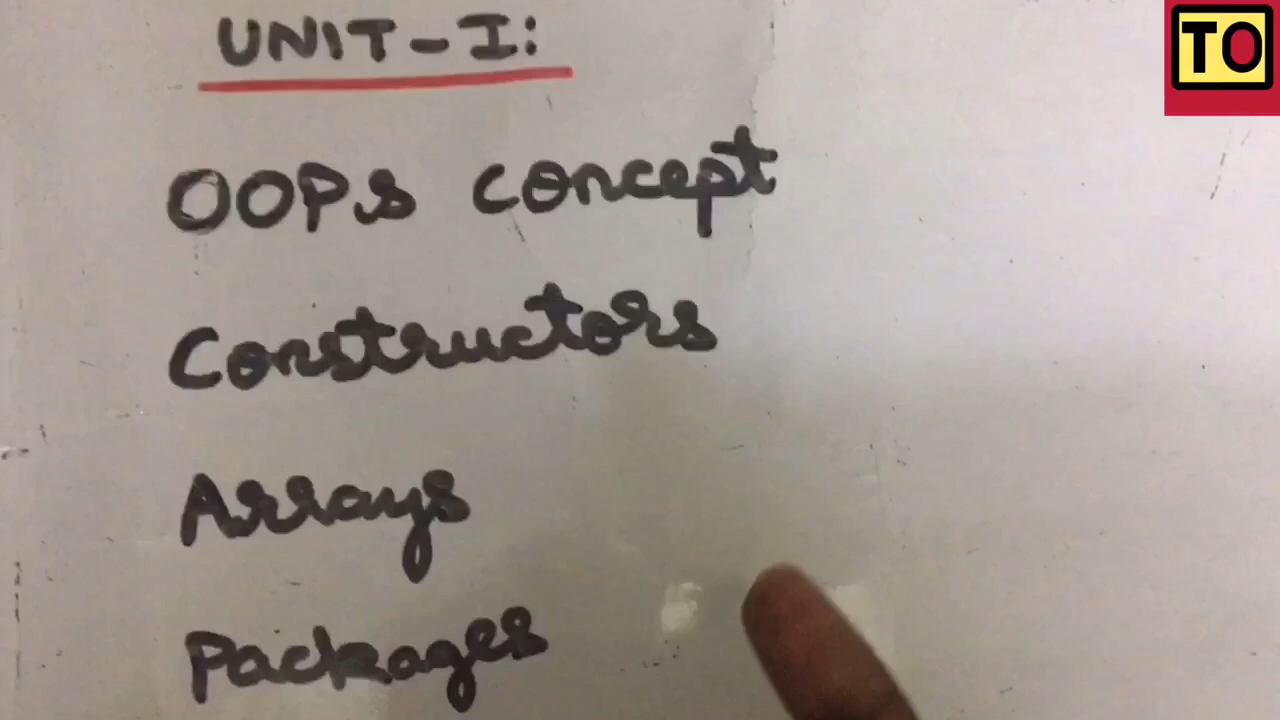 UNIT-I:
TO
OOPs concept
Constructors
Arrays
Packages